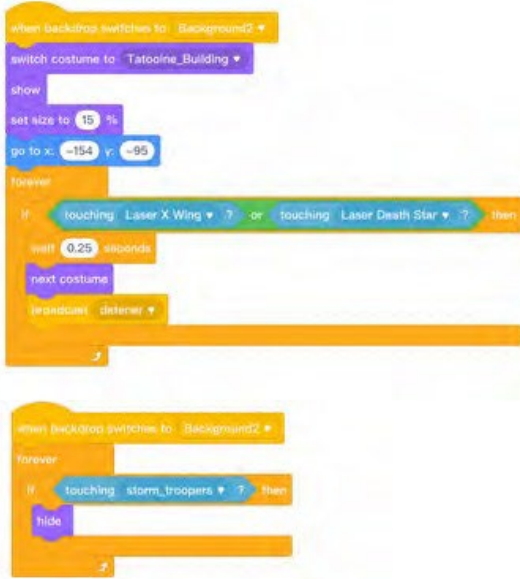 when backdrop switches to Background2
switch costume to Tatooine_Building
show
set size to 15 %
go to x: -154 y: -95
forever
if touching Laser X Wing ? or touching Laser Death Star ? then
wait 0.25 seconds
next costume
broadcast detener
when backdrop switches to Background2
forever
if touching storm_troopers ? then
hide